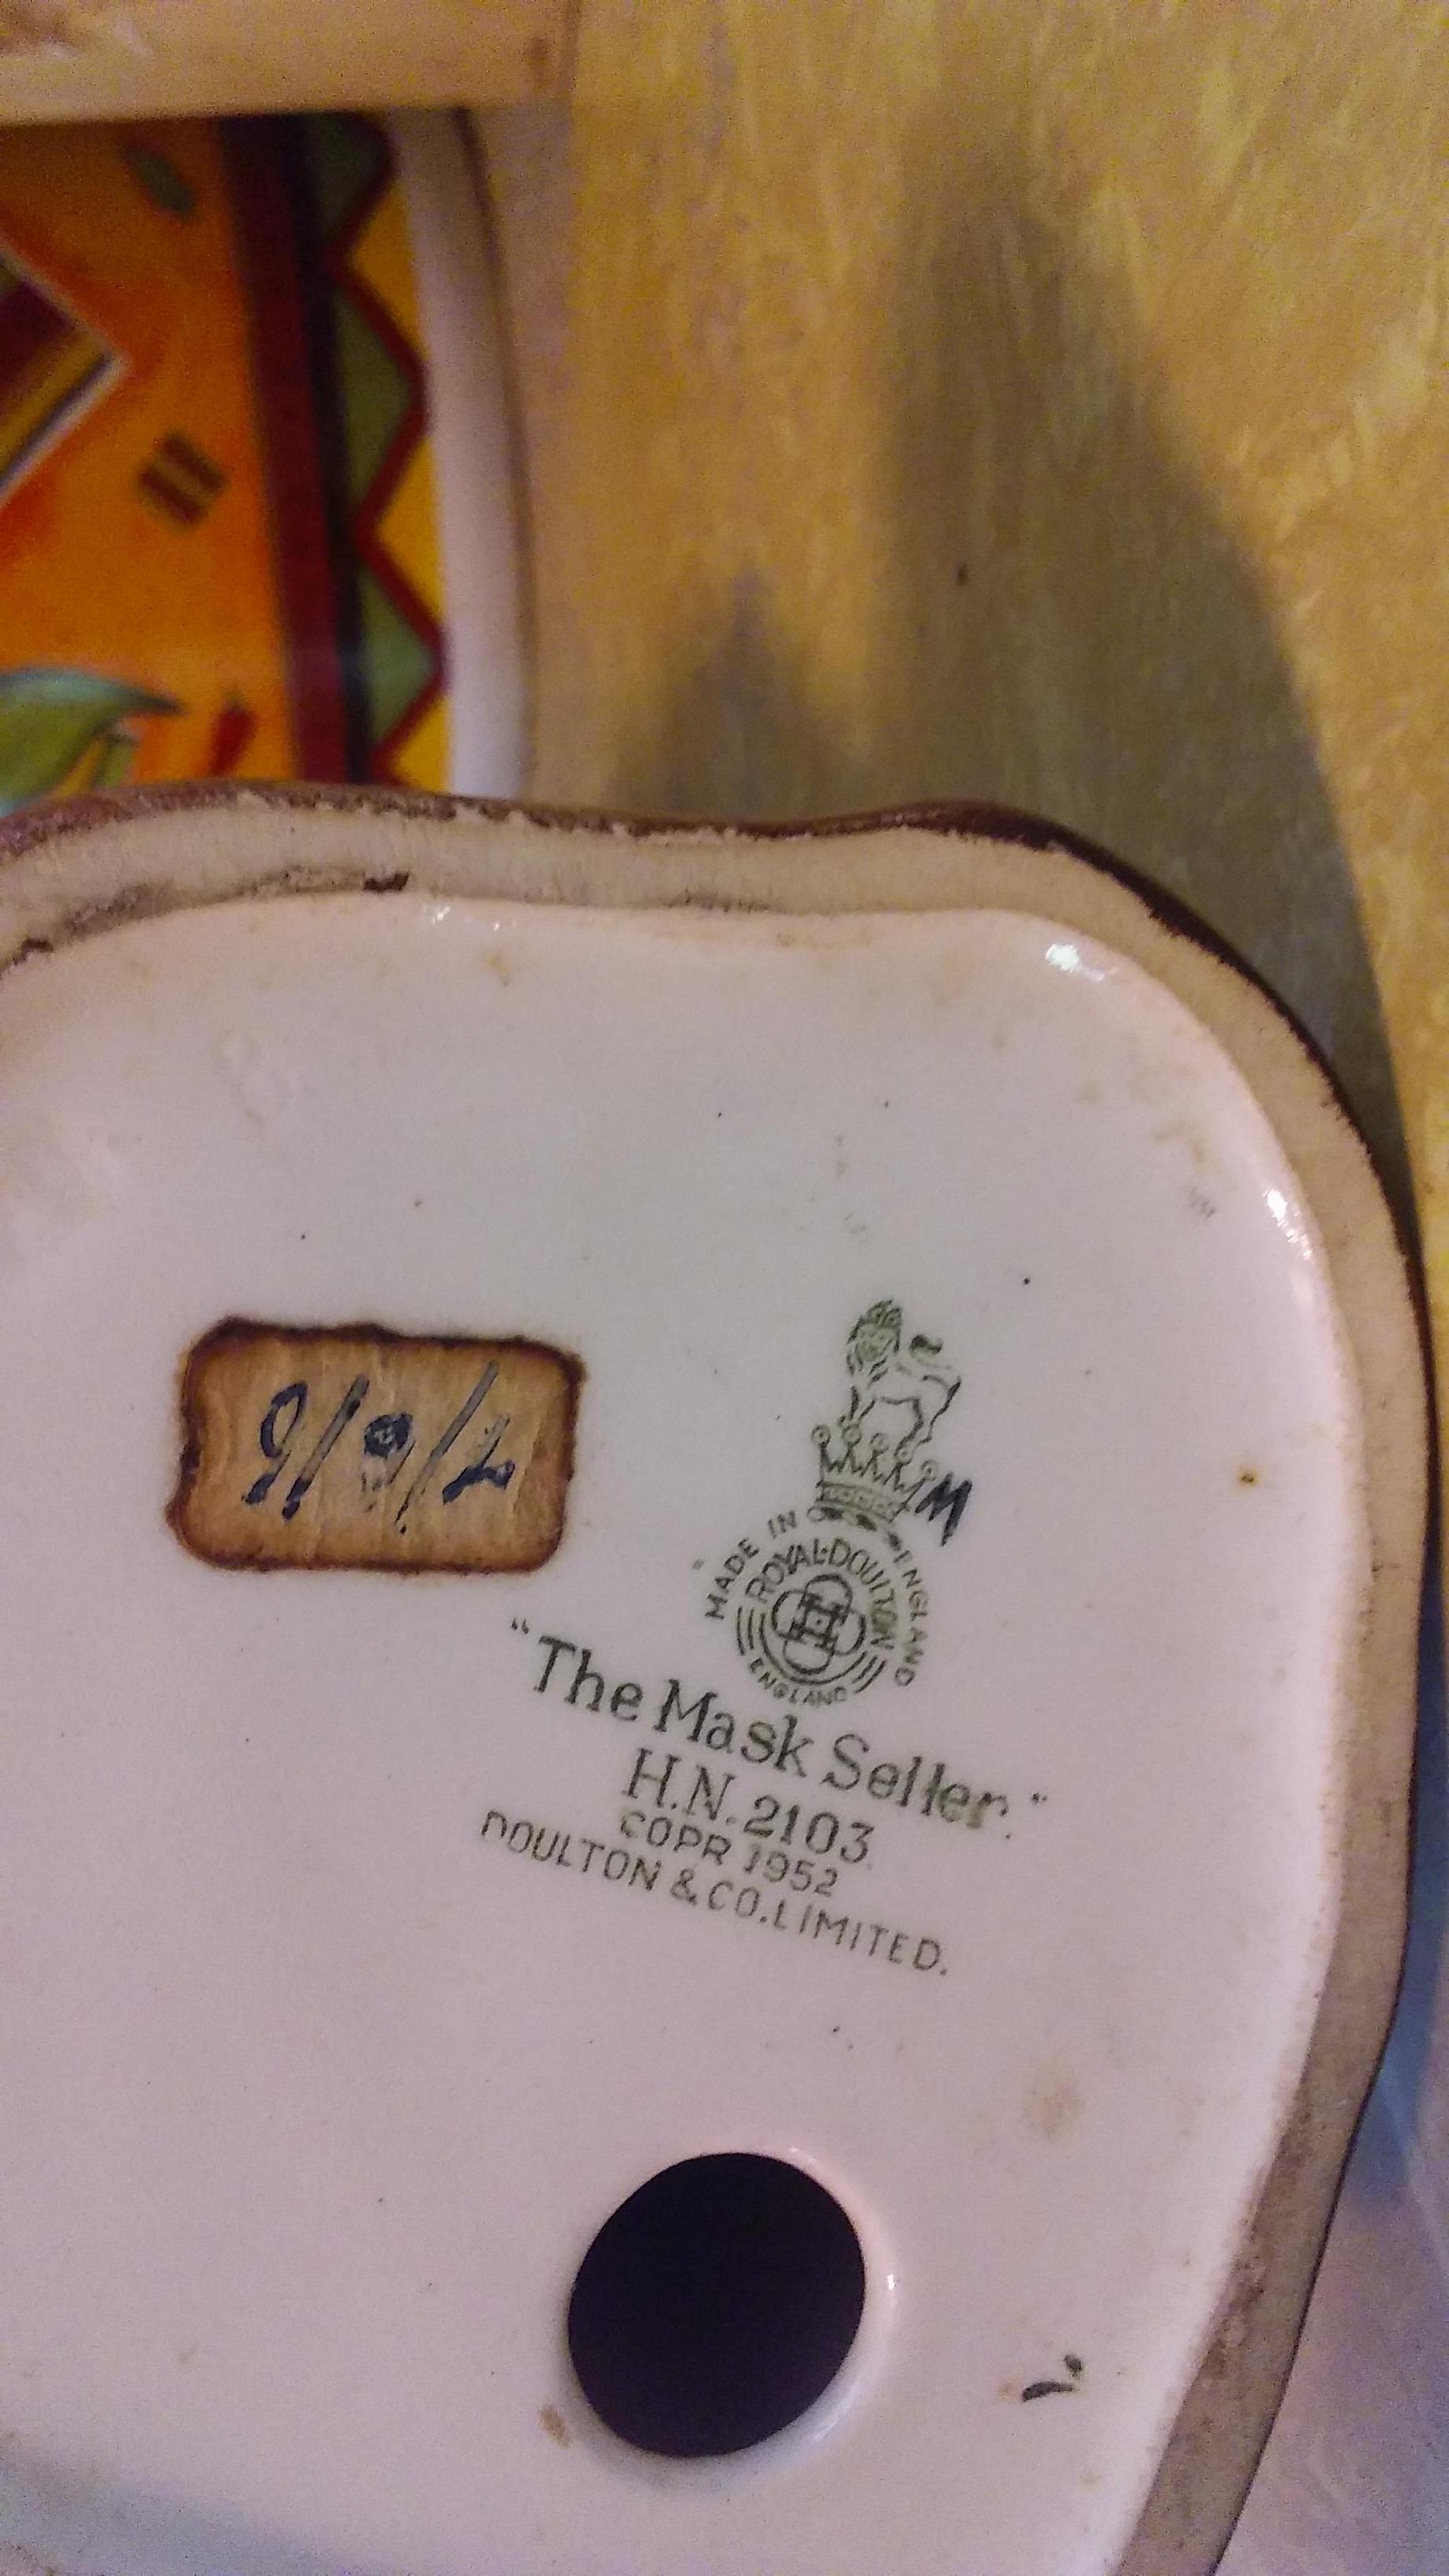 M
MADE IN ENGLAND
ROYAL·DOULTON
ENGLAND
"The Mask Seller."
H.N. 2103.
COPR 1952
DOULTON & CO. LIMITED.